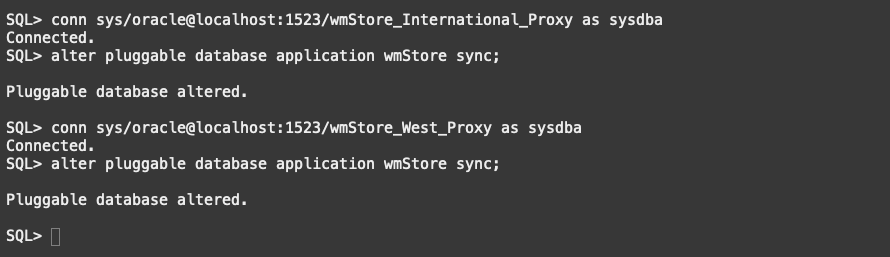 SQL> conn sys/oracle@localhost:1523/wmStore_International_Proxy as sysdba
Connected.
SQL> alter pluggable database application wmStore sync;
Pluggable database altered.
SQL> conn sys/oracle@localhost:1523/wmStore_West_Proxy as sysdba
Connected.
SQL> alter pluggable database application wmStore sync;
Pluggable database altered.
SQL>